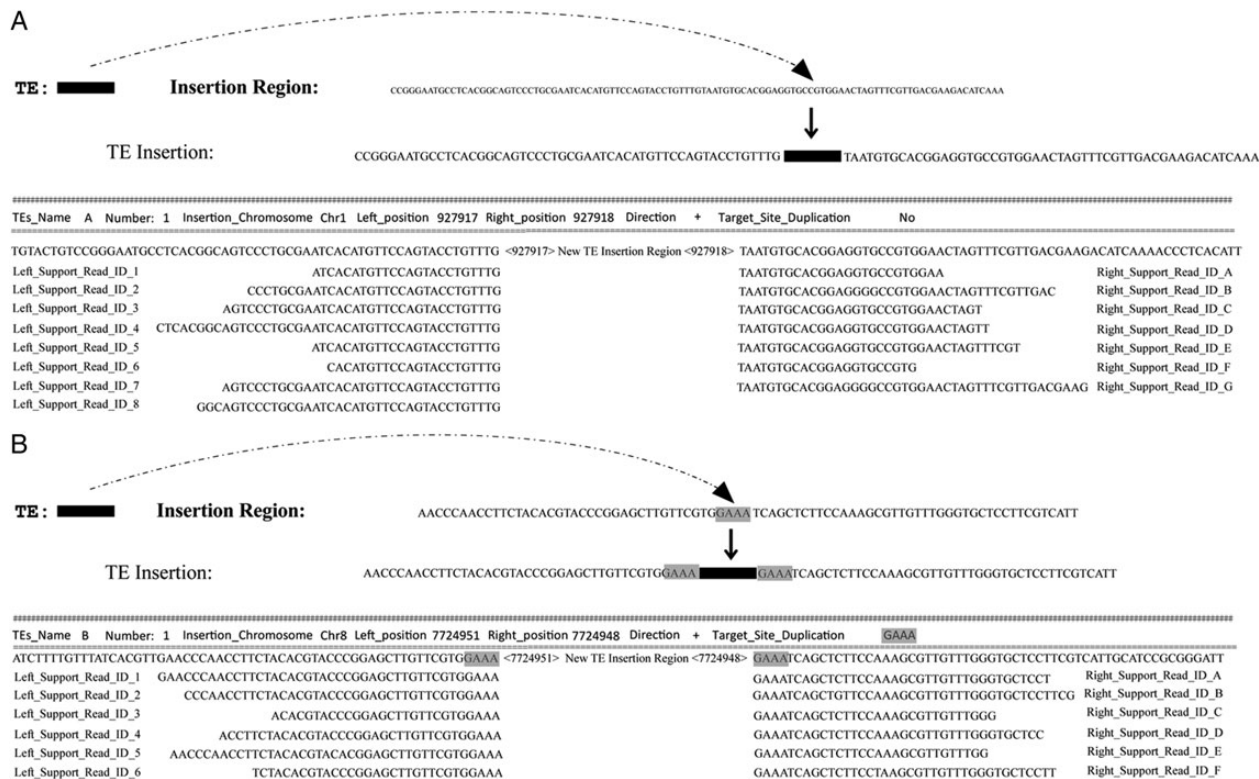 A
TE: Insertion Region: CCGGGAATGCCTCACGGCAGTCCCTGCGAATCACATGTTCCAGTACCTGTTTGTAATGTGCACGGAGGTGCCGTGGAACTAGTTTCGTTGACGAAGACATCAAA
TE Insertion: CCGGGAATGCCTCACGGCAGTCCCTGCGAATCACATGTTCCAGTACCTGTTTG TAATGTGCACGGAGGTGCCGTGGAACTAGTTTCGTTGACGAAGACATCAAA
TEs_Name A Number: 1 Insertion_Chromosome Chr1 Left_position 927917 Right_position 927918 Direction + Target_Site_Duplication No
TGTACTGTCCGGGAATGCCTCACGGCAGTCCCTGCGAATCACATGTTCCAGTACCTGTTTG <927917> New TE Insertion Region <927918> TAATGTGCACGGAGGTGCCGTGGAACTAGTTTCGTTGACGAAGACATCAAAACCCTCACATT
Left_Support_Read_ID_1 ATCACATGTTCCAGTACCTGTTTG TAATGTGCACGGAGGTGCCGTGGAA Right_Support_Read_ID_A
Left_Support_Read_ID_2 CCCTGCGAATCACATGTTCCAGTACCTGTTTG TAATGTGCACGGAGGGGCCGTGGAACTAGTTTCGTTGAC Right_Support_Read_ID_B
Left_Support_Read_ID_3 AGTCCCTGCGAATCACATGTTCCAGTACCTGTTTG TAATGTGCACGGAGGTGCCGTGGAACTAGT Right_Support_Read_ID_C
Left_Support_Read_ID_4 CTCACGGCAGTCCCTGCGAATCACATGTTCCAGTACCTGTTTG TAATGTGCACGGAGGTGCCGTGGAACTAGTT Right_Support_Read_ID_D
Left_Support_Read_ID_5 ATCACATGTTCCAGTACCTGTTTG TAATGTGCACGGAGGTGCCGTGGAACTAGTTTCGT Right_Support_Read_ID_E
Left_Support_Read_ID_6 CACATGTTCCAGTACCTGTTTG TAATGTGCACGGAGGTGCCGTG Right_Support_Read_ID_F
Left_Support_Read_ID_7 AGTCCCTGCGAATCACATGTTCCAGTACCTGTTTG TAATGTGCACGGAGGGGCCGTGGAACTAGTTTCGTTGACGAAG Right_Support_Read_ID_G
Left_Support_Read_ID_8 GGCAGTCCCTGCGAATCACATGTTCCAGTACCTGTTTG
B
TE: Insertion Region: AACCCAACCTTCTACACGTACCCGGAGCTTGTTCGTGGAAATCAGCTCTTCCAAAGCGTTGTTTGGGTGCTCCTTCGTCATT
TE Insertion: AACCCAACCTTCTACACGTACCCGGAGCTTGTTCGTGGAAA GAAATCAGCTCTTCCAAAGCGTTGTTTGGGTGCTCCTTCGTCATT
TEs_Name B Number: 1 Insertion_Chromosome Chr8 Left_position 7724951 Right_position 7724948 Direction + Target_Site_Duplication GAAA
ATCTTTTGTTTATCACGTTGAACCCAACCTTCTACACGTACCCGGAGCTTGTTCGTGGAAA <7724951> New TE Insertion Region <7724948> GAAATCAGCTCTTCCAAAGCGTTGTTTGGGTGCTCCTTCGTCATTGCATCCGCGGGATT
Left_Support_Read_ID_1 GAACCCAACCTTCTACACGTACCCGGAGCTTGTTCGTGGAAA GAAATCAGCTCTTCCAAAGCGTTGTTTGGGTGCTCCT Right_Support_Read_ID_A
Left_Support_Read_ID_2 CCCAACCTTCTACACGTACCCGGAGCTTGTTCGTGGAAA GAAATCAGCTCTTCCAAAGCGTTGTTTGGGTGCTCCTTCG Right_Support_Read_ID_B
Left_Support_Read_ID_3 ACACGTACCCGGAGCTTGTTCGTGGAAA GAAATCAGCTCTTCCAAAGCGTTGTTTGGG Right_Support_Read_ID_C
Left_Support_Read_ID_4 ACCTTCTACACGTACCCGGAGCTTGTTCGTGGAAA GAAATCAGCTCTTCCAAAGCGTTGTTTGGGTGCTCC Right_Support_Read_ID_D
Left_Support_Read_ID_5 AACCCAACCTTCTACACGTACACGGAGCTTGTTCGTGGAAA GAAATCAGCTCTTCCAAAGCGTTGTTTGG Right_Support_Read_ID_E
Left_Support_Read_ID_6 TCTACACGTACCCGGAGCTTGTTCGTGGAAA GAAATCAGCTCTTCCTAAGCGTTGTTTGGGTGCTCCTT Right_Support_Read_ID_F